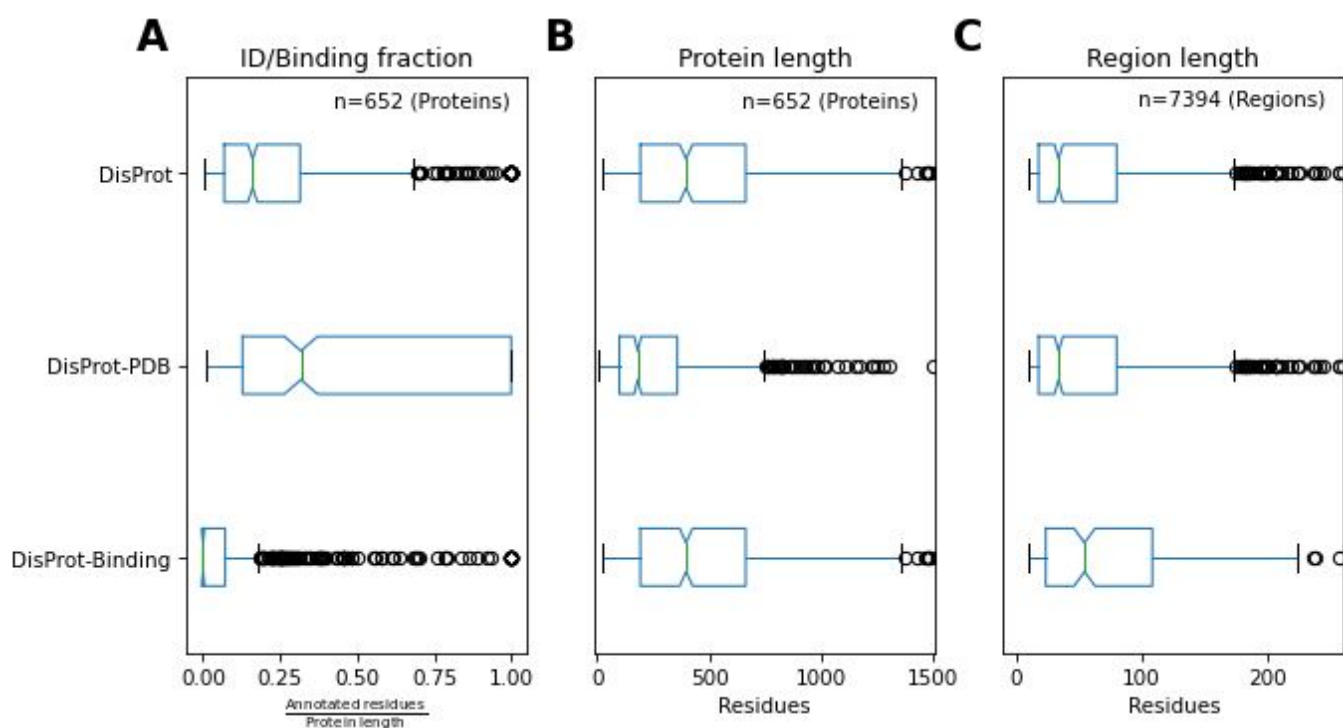 A
ID/Binding fraction
n=652 (Proteins)
DisProt
DisProt-PDB
DisProt-Binding
0.00 0.25 0.50 0.75 1.00
Annotated residues
Protein length
B
Protein length
n=652 (Proteins)
0 500 1000 1500
Residues
C
Region length
n=7394 (Regions)
0 100 200
Residues